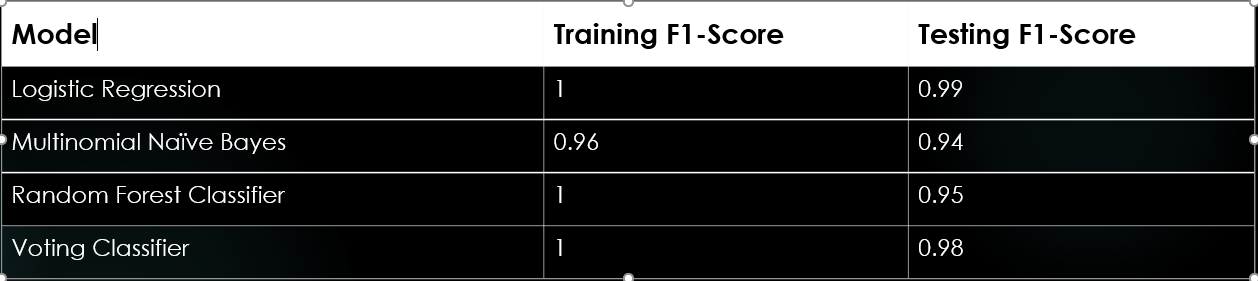 Model Training F1-Score Testing F1-Score
Logistic Regression 1 0.99
Multinomial Naïve Bayes 0.96 0.94
Random Forest Classifier 1 0.95
Voting Classifier 1 0.98